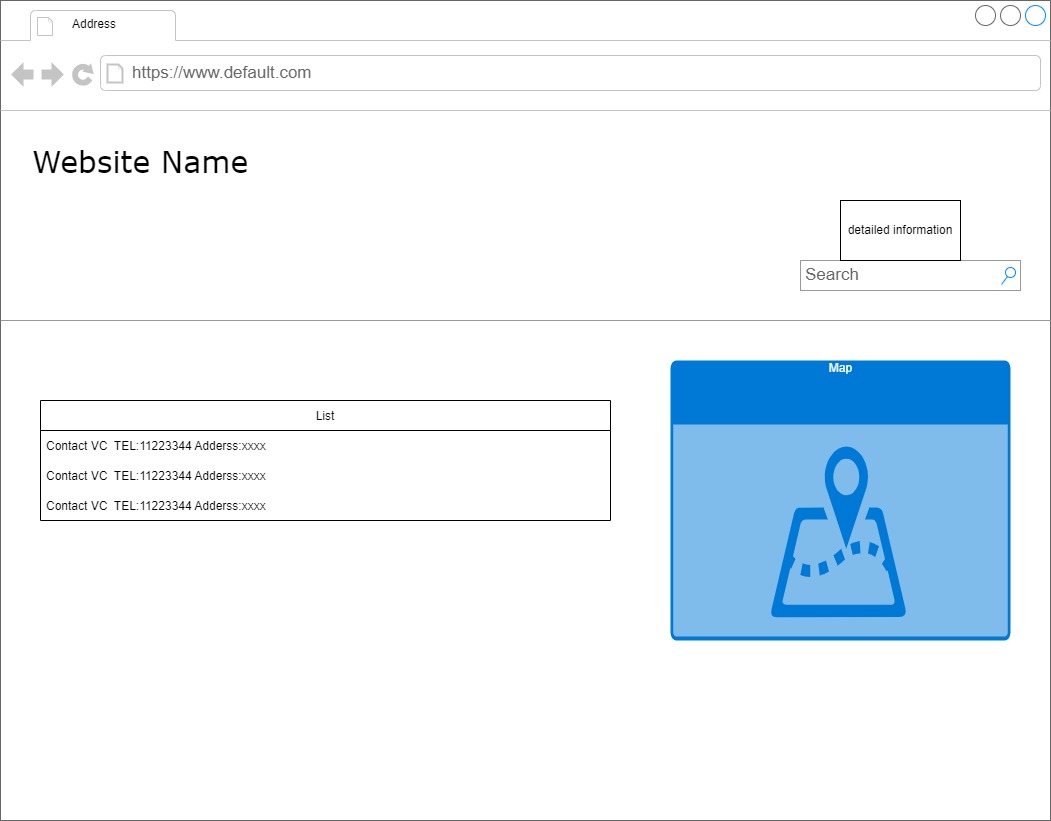 Address
https://www.default.com
Website Name
detailed information
Search
Map
List
Contact VC  TEL:11223344 Adderss:xxxx
Contact VC  TEL:11223344 Adderss:xxxx
Contact VC  TEL:11223344 Adderss:xxxx